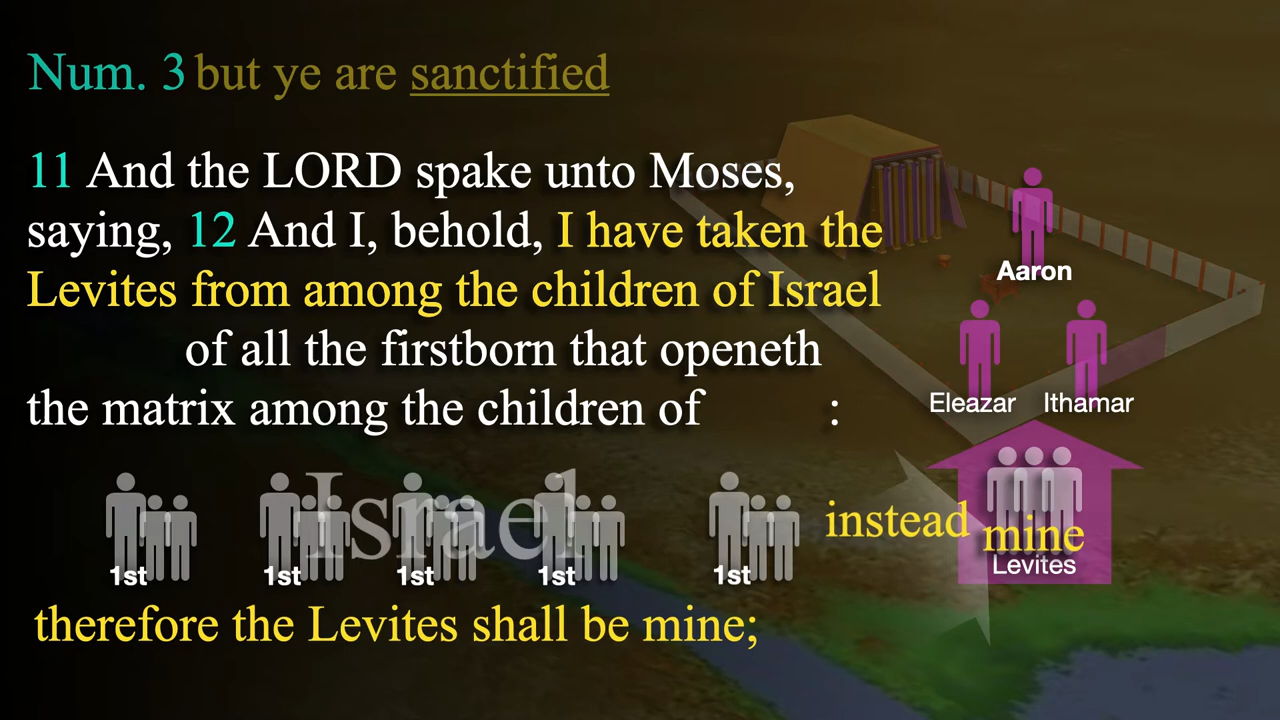 Num. 3 but ye are sanctified
11 And the LORD spake unto Moses,
saying, 12 And I, behold, I have taken the
Levites from among the children of Israel
of all the firstborn that openeth
the matrix among the children of :
Israel
1st 1st 1st 1st 1st
instead mine
therefore the Levites shall be mine;
Aaron
Eleazar Ithamar
Levites